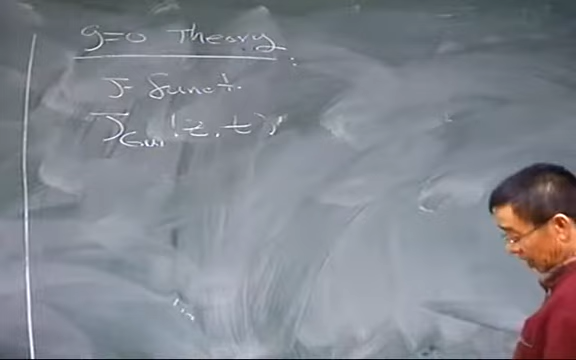 g=0 Theory
J- funct.
J_GW(z, t)